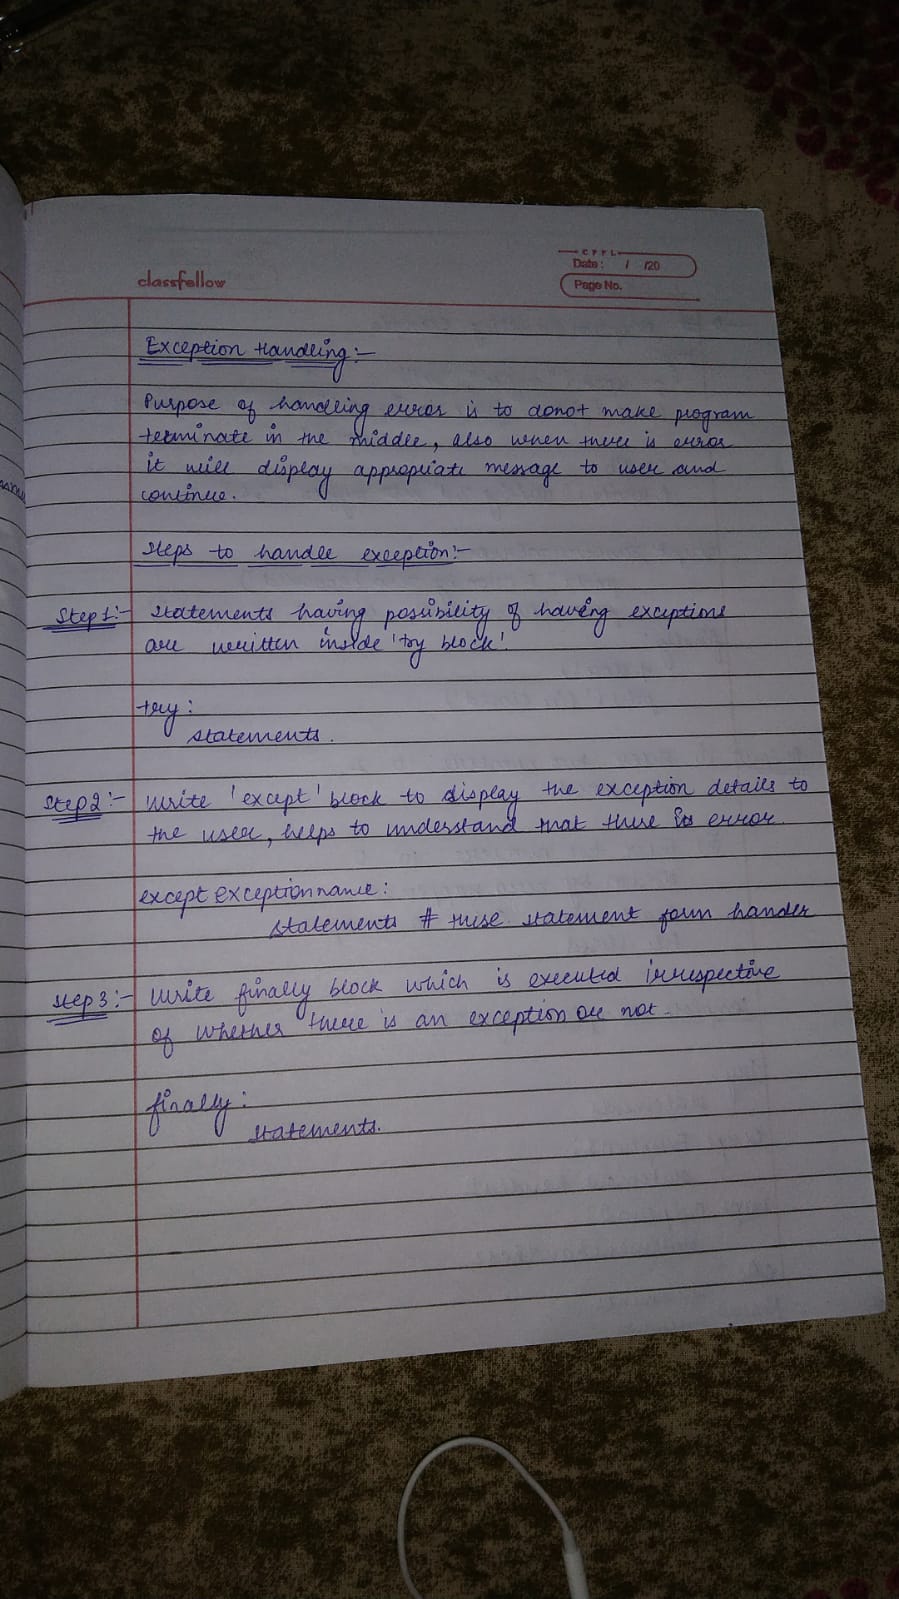 classfellow
CPFL
Date: / /20
Page No.
Exception Handling:-
Purpose of handling error is to donot make program
terminate in the middle, also when there is error
it will display appropriate message to user and
continue.
Steps to handle exception:-
Step1:- Statements having possibility of having exceptions
are written inside 'try block'.
try:
statements.
Step2:- Write 'except' block to display the exception details to
the user, helps to understand that there is error.
except exceptionname:
statements # these statement form hander
Step3:- Write finally block which is executed irrespective
of whether there is an exception or not.
finally:
statements.